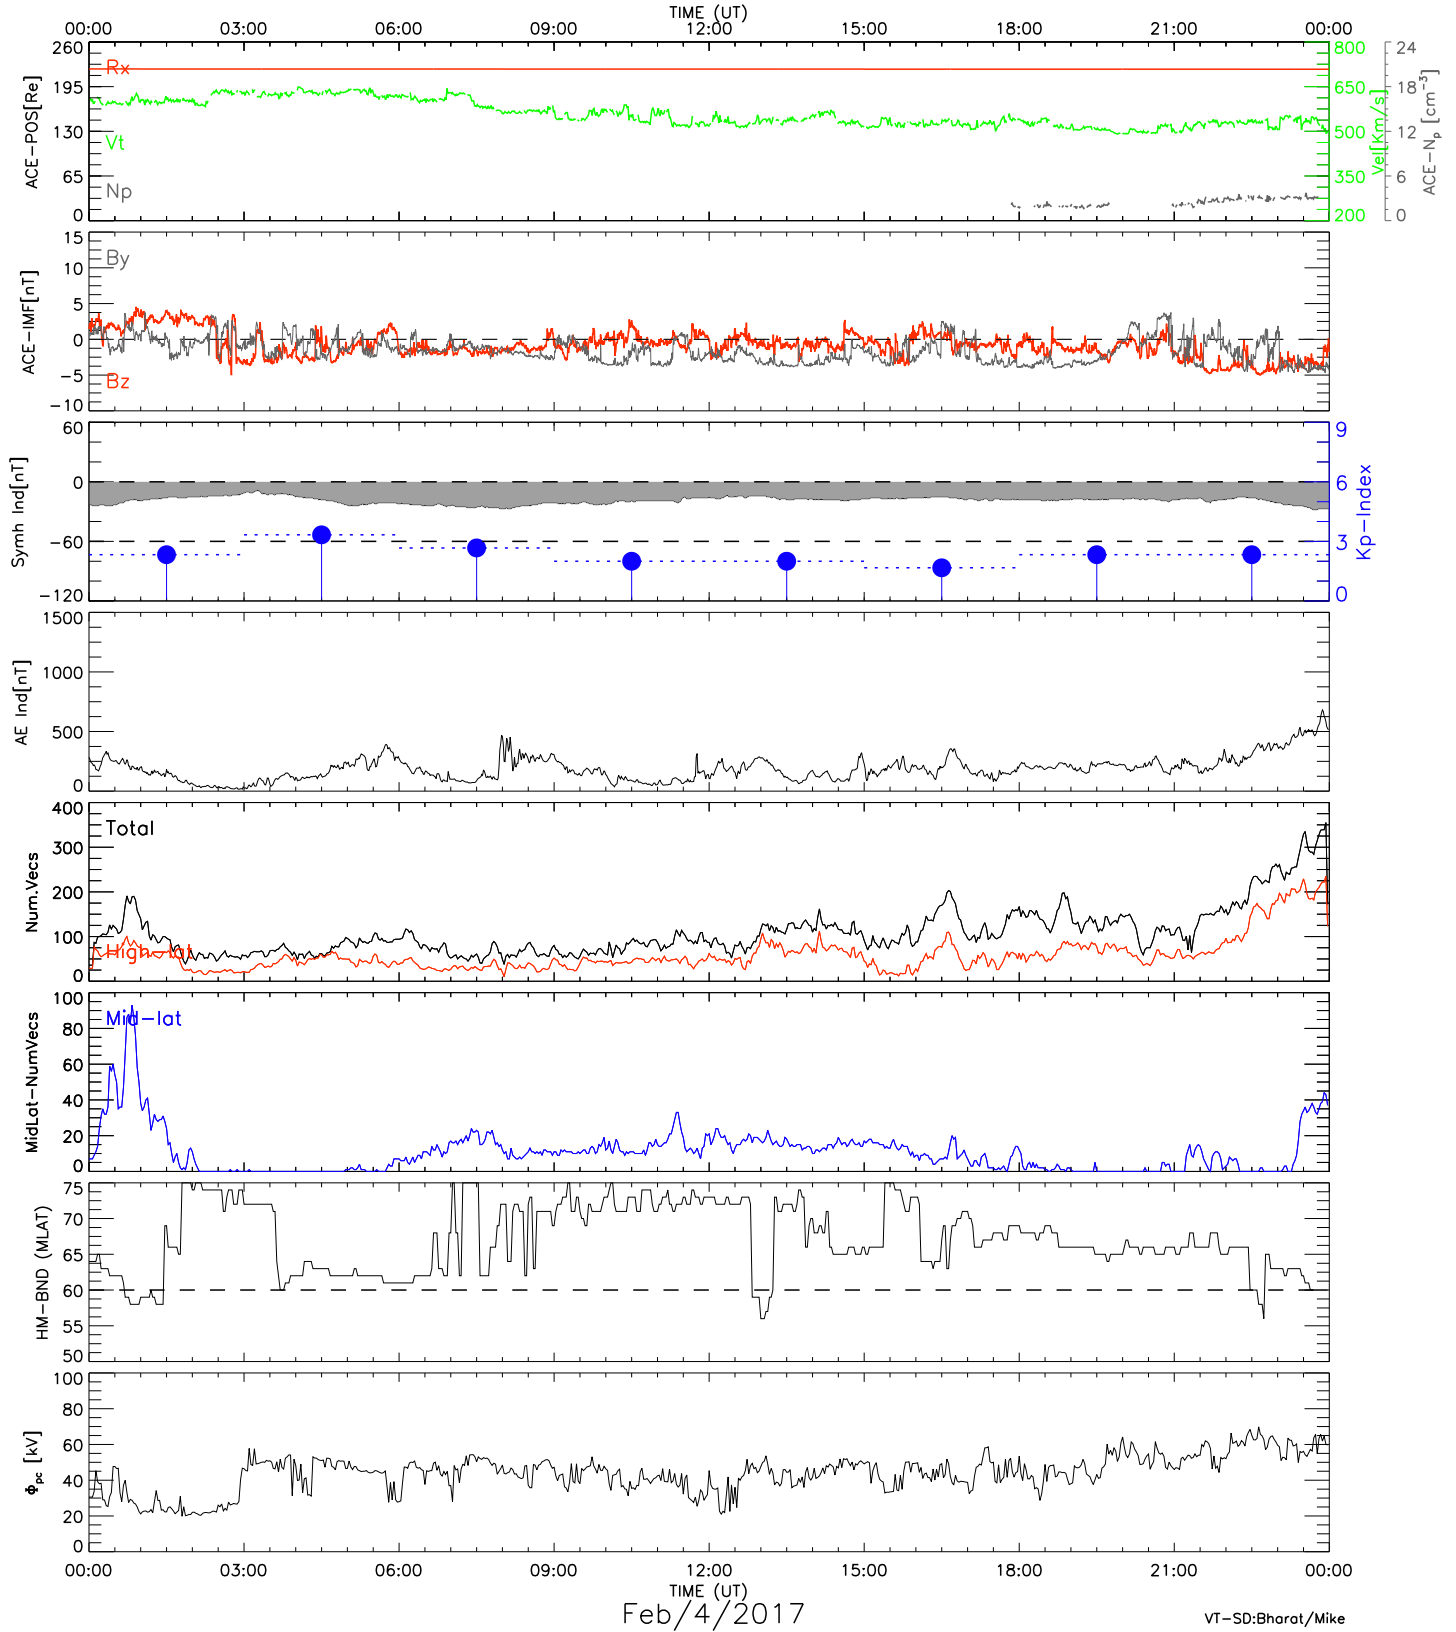 TIME (UT)
00:00 03:00 06:00 09:00 12:00 15:00 18:00 21:00 00:00
ACE-POS[Re]
260
195
130
65
0
Rx
Vt
Np
800
650
500
350
200
Vel[Km/s]
24
18
12
6
0
ACE-Np [cm-3]
ACE-IMF[nT]
15
10
5
0
-5
-10
By
Bz
Symh Ind[nT]
60
0
-60
-120
9
6
3
0
Kp-Index
AE Ind[nT]
1500
1000
500
0
Num.Vecs
400
300
200
100
0
Total
High-lat
MidLat-NumVecs
100
80
60
40
20
0
Mid-lat
HM-BND (MLAT)
75
70
65
60
55
50
Φpc [kV]
100
80
60
40
20
0
00:00 03:00 06:00 09:00 12:00 15:00 18:00 21:00 00:00
TIME (UT)
Feb/4/2017
VT-SD:Bharat/Mike